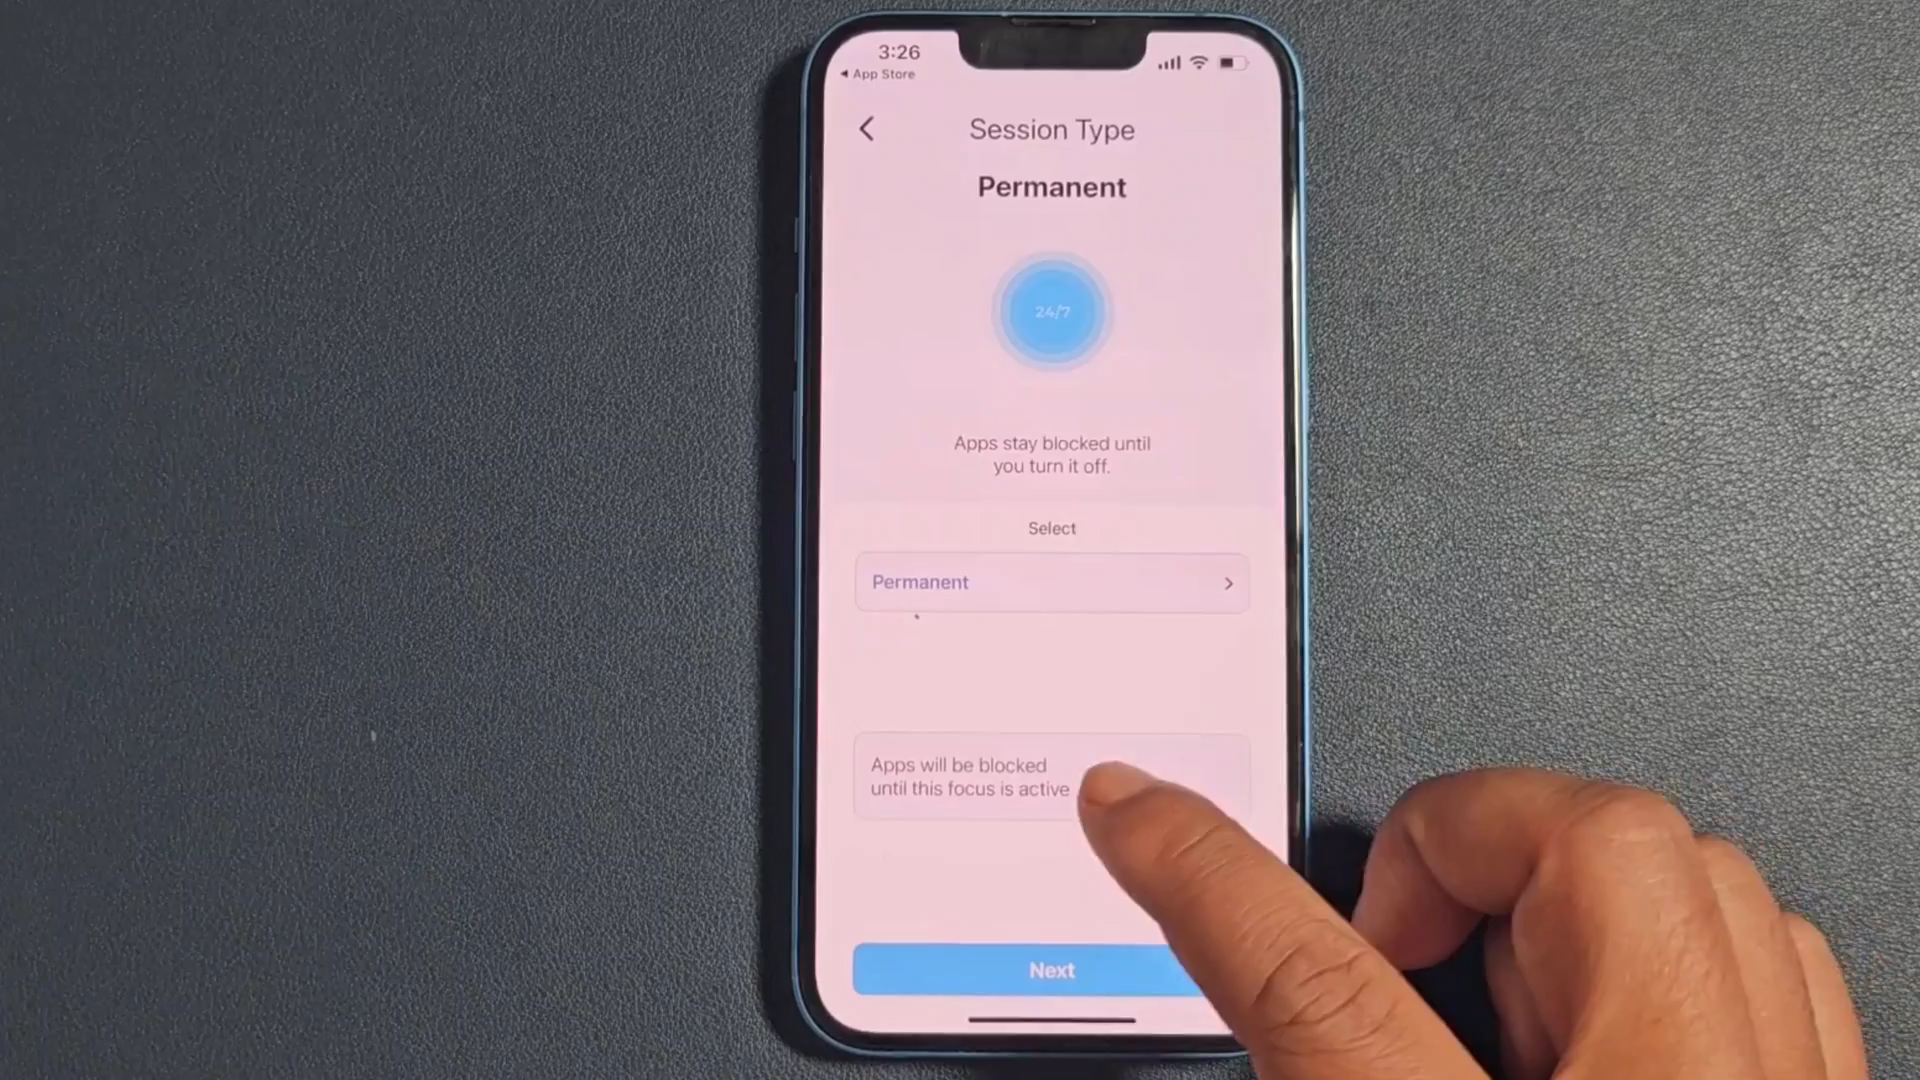 3:26
App Store
Session Type
Permanent
24/7
Apps stay blocked until
you turn it off.
Select
Permanent
Apps will be blocked
until this focus is active
Next